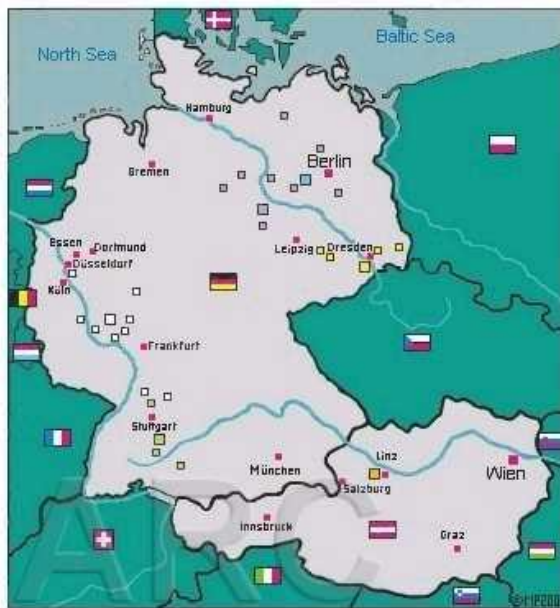 North Sea
Baltic Sea
Hamburg
Bremen
Berlin
Essen
Dortmund
Düsseldorf
Leipzig
Dresden
Köln
Frankfurt
Stuttgart
München
Linz
Wien
Salzburg
Innsbruck
Graz
ARC